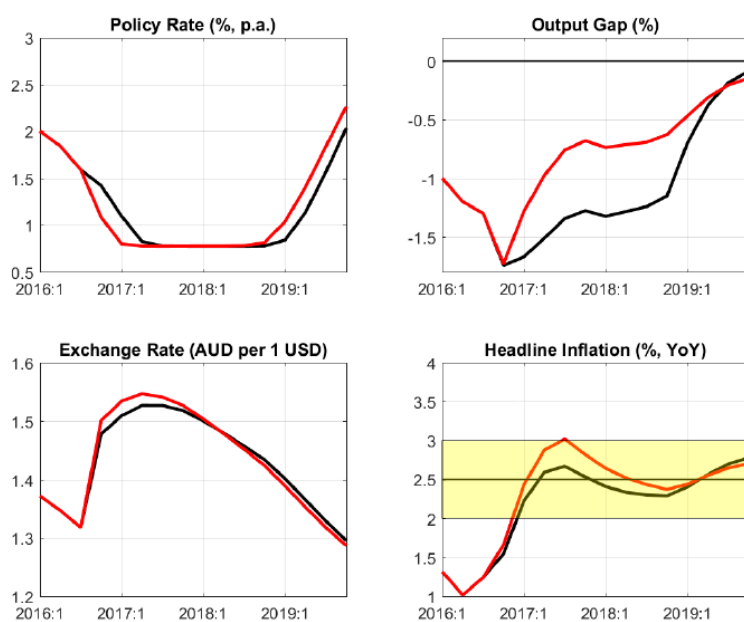 Policy Rate (%, p.a.)
3
2.5
2
1.5
1
0.5
2016:1 2017:1 2018:1 2019:1
Output Gap (%)
0
-0.5
-1
-1.5
2016:1 2017:1 2018:1 2019:1
Exchange Rate (AUD per 1 USD)
1.6
1.5
1.4
1.3
1.2
2016:1 2017:1 2018:1 2019:1
Headline Inflation (%, YoY)
4
3.5
3
2.5
2
1.5
1
2016:1 2017:1 2018:1 2019:1